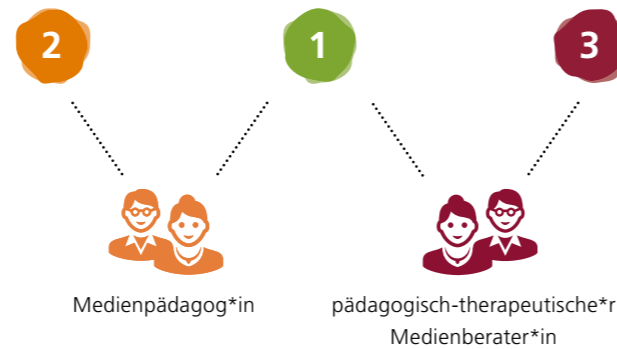 2
1
3
Medienpädagog*in
pädagogisch-therapeutische*r
Medienberater*in